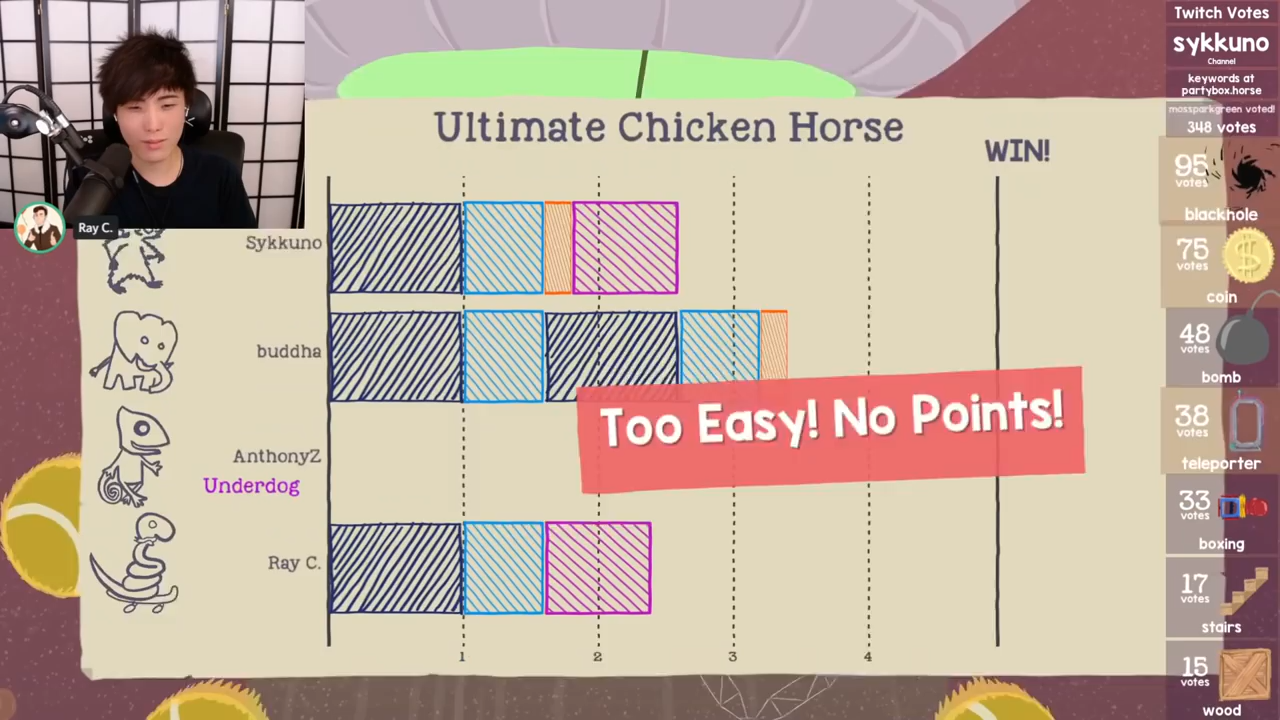 Ultimate Chicken Horse
WIN!
Ray C.
Sykkuno
buddha
AnthonyZ
Underdog
Ray C.
Too Easy! No Points!
1
2
3
4
Twitch Votes
sykkuno
Channel
keywords at
partybox.horse
mossparkgreen voted!
348 votes
95
votes
blackhole
75
votes
coin
48
votes
bomb
38
votes
teleporter
33
votes
boxing
17
votes
stairs
15
votes
wood